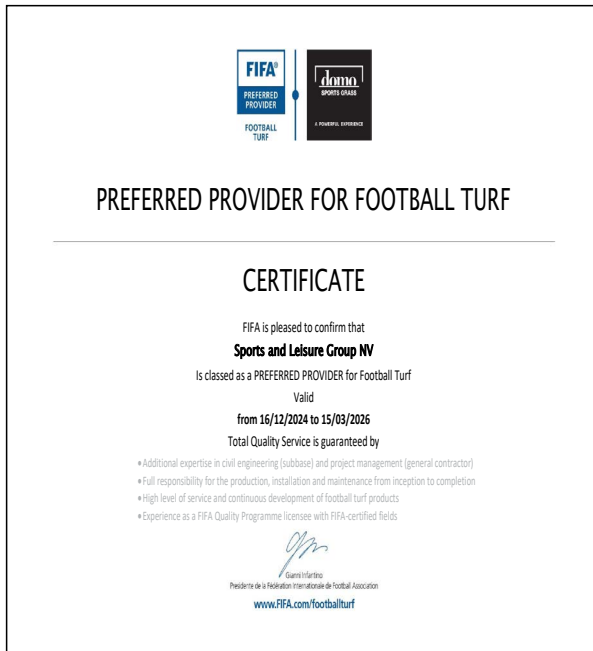 FIFA®
PREFERRED
PROVIDER
FOOTBALL
TURF
domo
SPORTS GRASS
A POWERFUL EXPERIENCE
PREFERRED PROVIDER FOR FOOTBALL TURF
CERTIFICATE
FIFA is pleased to confirm that
Sports and Leisure Group NV
Is classed as a PREFERRED PROVIDER for Football Turf
Valid
from 16/12/2024 to 15/03/2026
Total Quality Service is guaranteed by
• Additional expertise in civil engineering (subbase) and project management (general contractor)
• Full responsibility for the production, installation and maintenance from inception to completion
• High level of service and continuous development of football turf products
• Experience as a FIFA Quality Programme licensee with FIFA-certified fields
Gianni Infantino
Presidente de la Fédération Internationale de Football Association
www.FIFA.com/footballturf